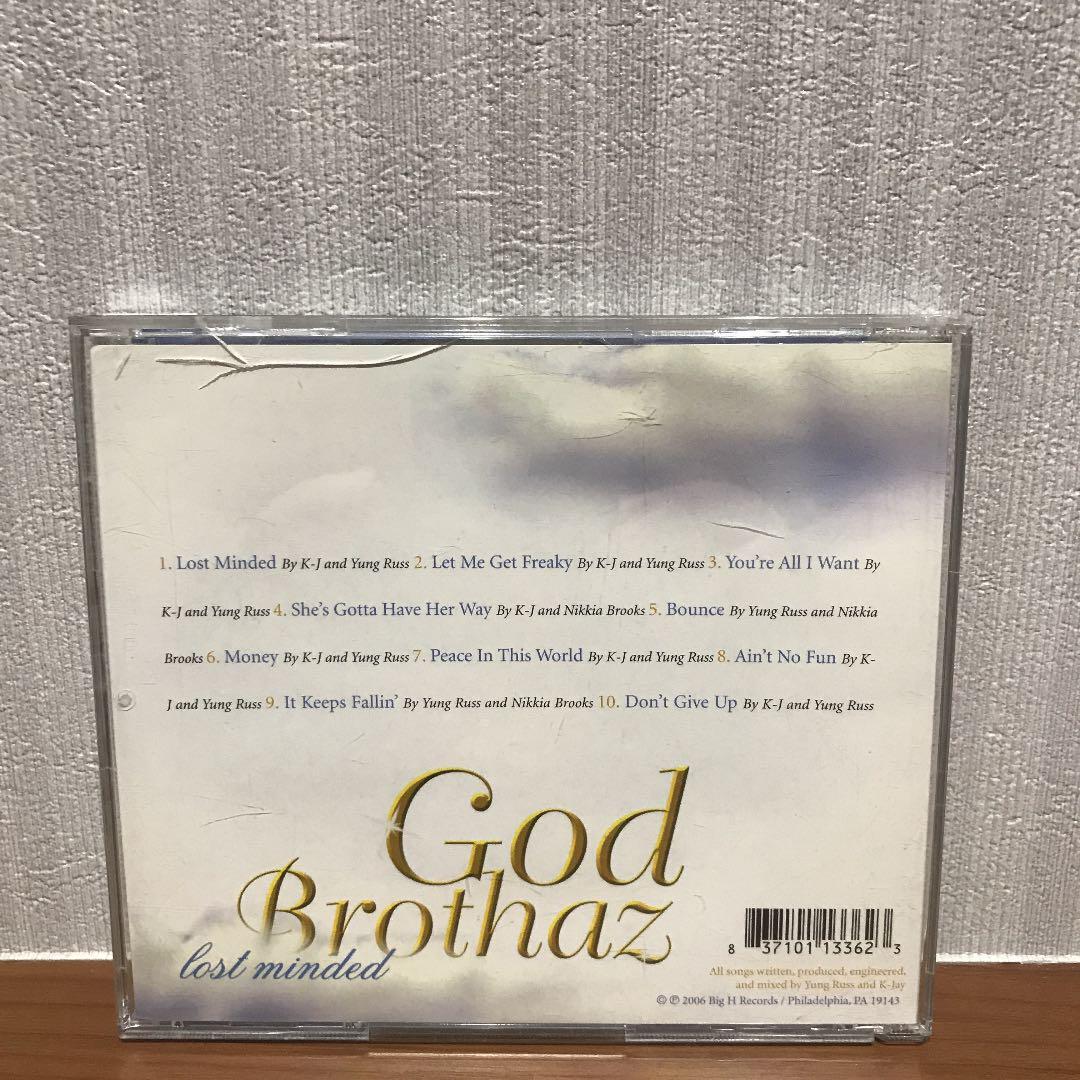 1. Lost Minded By K-J and Yung Russ 2. Let Me Get Freaky By K-J and Yung Russ 3. You're All I Want By
K-J and Yung Russ 4. She's Gotta Have Her Way By K-J and Nikkia Brooks 5. Bounce By Yung Russ and Nikkia
Brooks 6. Money By K-J and Yung Russ 7. Peace In This World By K-J and Yung Russ 8. Ain't No Fun By K-
J and Yung Russ 9. It Keeps Fallin' By Yung Russ and Nikkia Brooks 10. Don't Give Up By K-J and Yung Russ
God
Brothaz
lost minded
8 37101 13362 3
All songs written, produced, engineered,
and mixed by Yung Russ and K-Jay
© ℗ 2006 Big H Records / Philadelphia, PA 19143